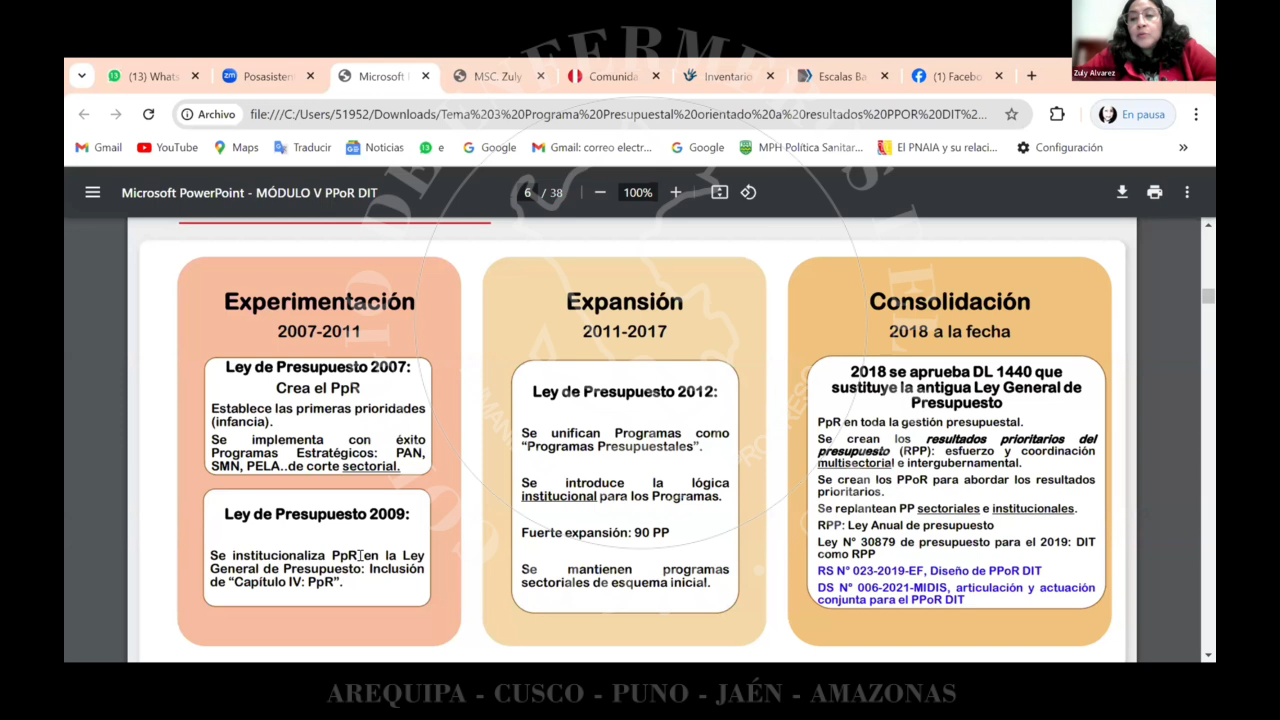 Zuly Alvarez
(13) Whats
Posasisten
Microsoft
MSC. Zuly
Comunida
Inventario
Escalas Ba
(1) Facebo
Archivo
file:///C:/Users/51952/Downloads/Tema%203%20Programa%20Presupuestal%20orientado%20a%20resultados%20PPOR%20DIT%2...
En pausa
Gmail
YouTube
Maps
Traducir
Noticias
e
Google
Gmail: correo electr...
Google
MPH Política Sanitar...
El PNAIA y su relaci...
Configuración
Microsoft PowerPoint - MÓDULO V PPoR DIT
6 / 38
100%
Experimentación
2007-2011
Ley de Presupuesto 2007:
Crea el PpR
Establece las primeras prioridades
(infancia).
Se implementa con éxito
Programas Estratégicos: PAN,
SMN, PELA..de corte sectorial.
Ley de Presupuesto 2009:
Se institucionaliza PpR en la Ley
General de Presupuesto: Inclusión
de “Capítulo IV: PpR”.
Expansión
2011-2017
Ley de Presupuesto 2012:
Se unifican Programas como
“Programas Presupuestales”.
Se introduce la lógica
institucional para los Programas.
Fuerte expansión: 90 PP
Se mantienen programas
sectoriales de esquema inicial.
Consolidación
2018 a la fecha
2018 se aprueba DL 1440 que
sustituye la antigua Ley General de
Presupuesto
PpR en toda la gestión presupuestal.
Se crean los resultados prioritarios del
presupuesto (RPP): esfuerzo y coordinación
multisectorial e intergubernamental.
Se crean los PPoR para abordar los resultados
prioritarios.
Se replantean PP sectoriales e institucionales.
RPP: Ley Anual de presupuesto
Ley N° 30879 de presupuesto para el 2019: DIT
como RPP
RS N° 023-2019-EF, Diseño de PPoR DIT
DS N° 006-2021-MIDIS, articulación y actuación
conjunta para el PPoR DIT
AREQUIPA - CUSCO - PUNO - JAÉN - AMAZONAS